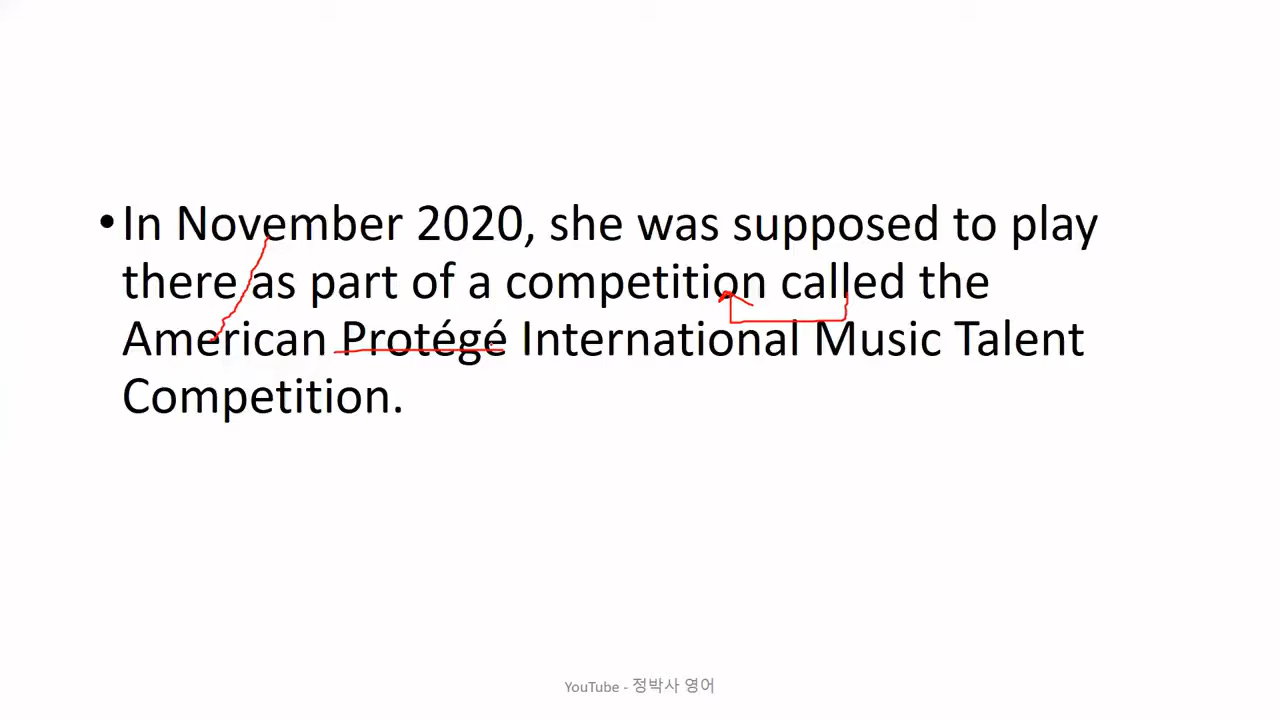 •In November 2020, she was supposed to play
there as part of a competition called the
American Protégé International Music Talent
Competition.
YouTube - 정박사 영어